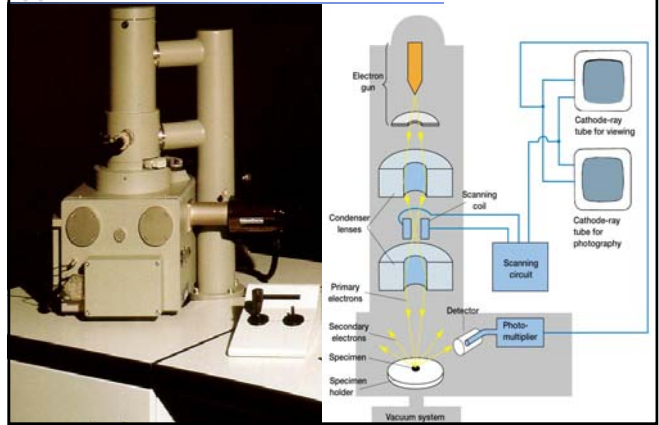 Electron
gun
Cathode-ray
tube for viewing
Scanning
coil
Condenser
lenses
Cathode-ray
tube for
photography
Scanning
circuit
Primary
electrons
Detector
Photo-
multiplier
Secondary
electrons
Specimen
Specimen
holder
Vacuum system